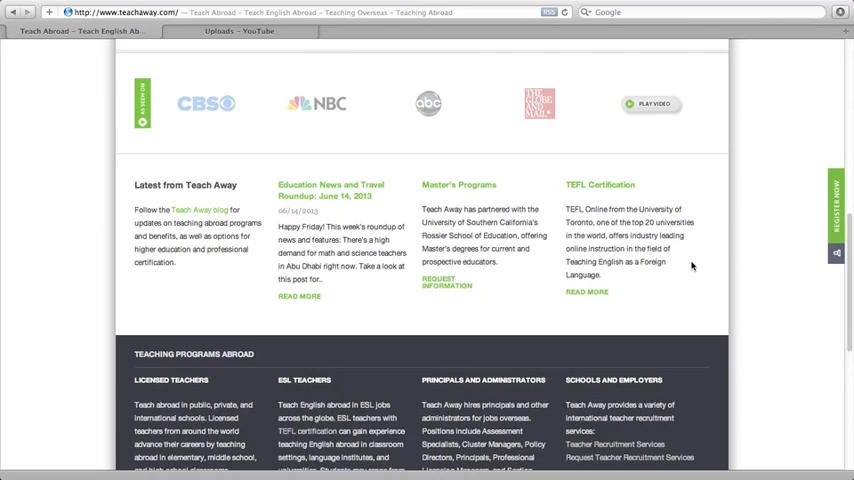 http://www.teachaway.com/ — Teach Abroad – Teach English Abroad – Teaching Overseas – Teaching Abroad
RSS
Google
Teach Abroad – Teach English Ab...
Uploads – YouTube
AS SEEN ON
CBS
NBC
abc
THE GLOBE AND MAIL*
PLAY VIDEO
Latest from Teach Away
Follow the Teach Away blog for
updates on teaching abroad programs
and benefits, as well as options for
higher education and professional
certification.
Education News and Travel
Roundup: June 14, 2013
06/14/2013
Happy Friday! This week's roundup of
news and features: There's a high
demand for math and science teachers
in Abu Dhabi right now. Take a look at
this post for..
READ MORE
Master's Programs
Teach Away has partnered with the
University of Southern California's
Rossier School of Education, offering
Master's degrees for current and
prospective educators.
REQUEST
INFORMATION
TEFL Certification
TEFL Online from the University of
Toronto, one of the top 20 universities
in the world, offers industry leading
online instruction in the field of
Teaching English as a Foreign
Language.
READ MORE
REGISTER NOW
TEACHING PROGRAMS ABROAD
LICENSED TEACHERS
Teach abroad in public, private, and
international schools. Licensed
teachers from around the world
advance their careers by teaching
abroad in elementary, middle school,
and high school classrooms
ESL TEACHERS
Teach English abroad in ESL jobs
across the globe. ESL teachers with
TEFL certification can gain experience
teaching English abroad in classroom
settings, language institutes, and
universities. Students may range from
PRINCIPALS AND ADMINISTRATORS
Teach Away hires principals and other
administrators for jobs overseas.
Positions include Assessment
Specialists, Cluster Managers, Policy
Directors, Principals, Professional
SCHOOLS AND EMPLOYERS
Teach Away provides a variety of
international teacher recruitment
services:
Teacher Recruitment Services
Request Teacher Recruitment Services